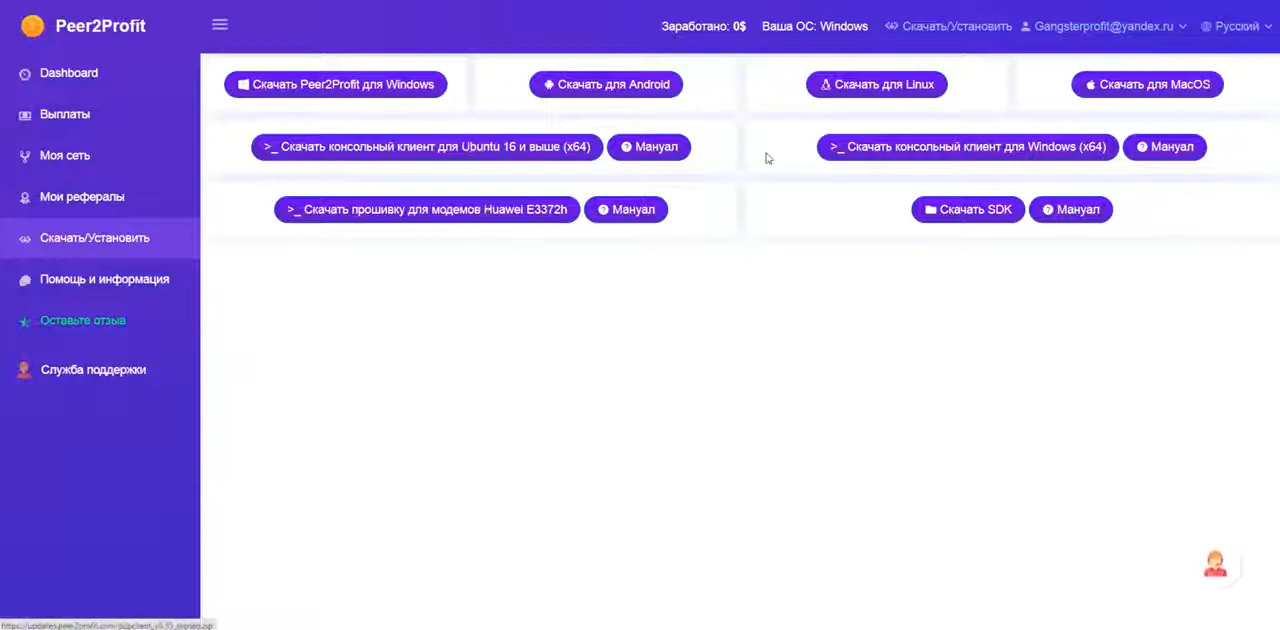 Peer2Profit
Заработано: 0$ Ваша ОС: Windows Скачать/Установить Gangsterprofit@yandex.ru Русский
Dashboard
Выплаты
Моя сеть
Мои рефералы
Скачать/Установить
Помощь и информация
Оставьте отзыв
Служба поддержки
Скачать Peer2Profit для Windows
Скачать для Android
Скачать для Linux
Скачать для MacOS
>_ Скачать консольный клиент для Ubuntu 16 и выше (x64) Мануал
>_ Скачать консольный клиент для Windows (x64) Мануал
>_ Скачать прошивку для модемов Huawei E3372h Мануал
Скачать SDK Мануал